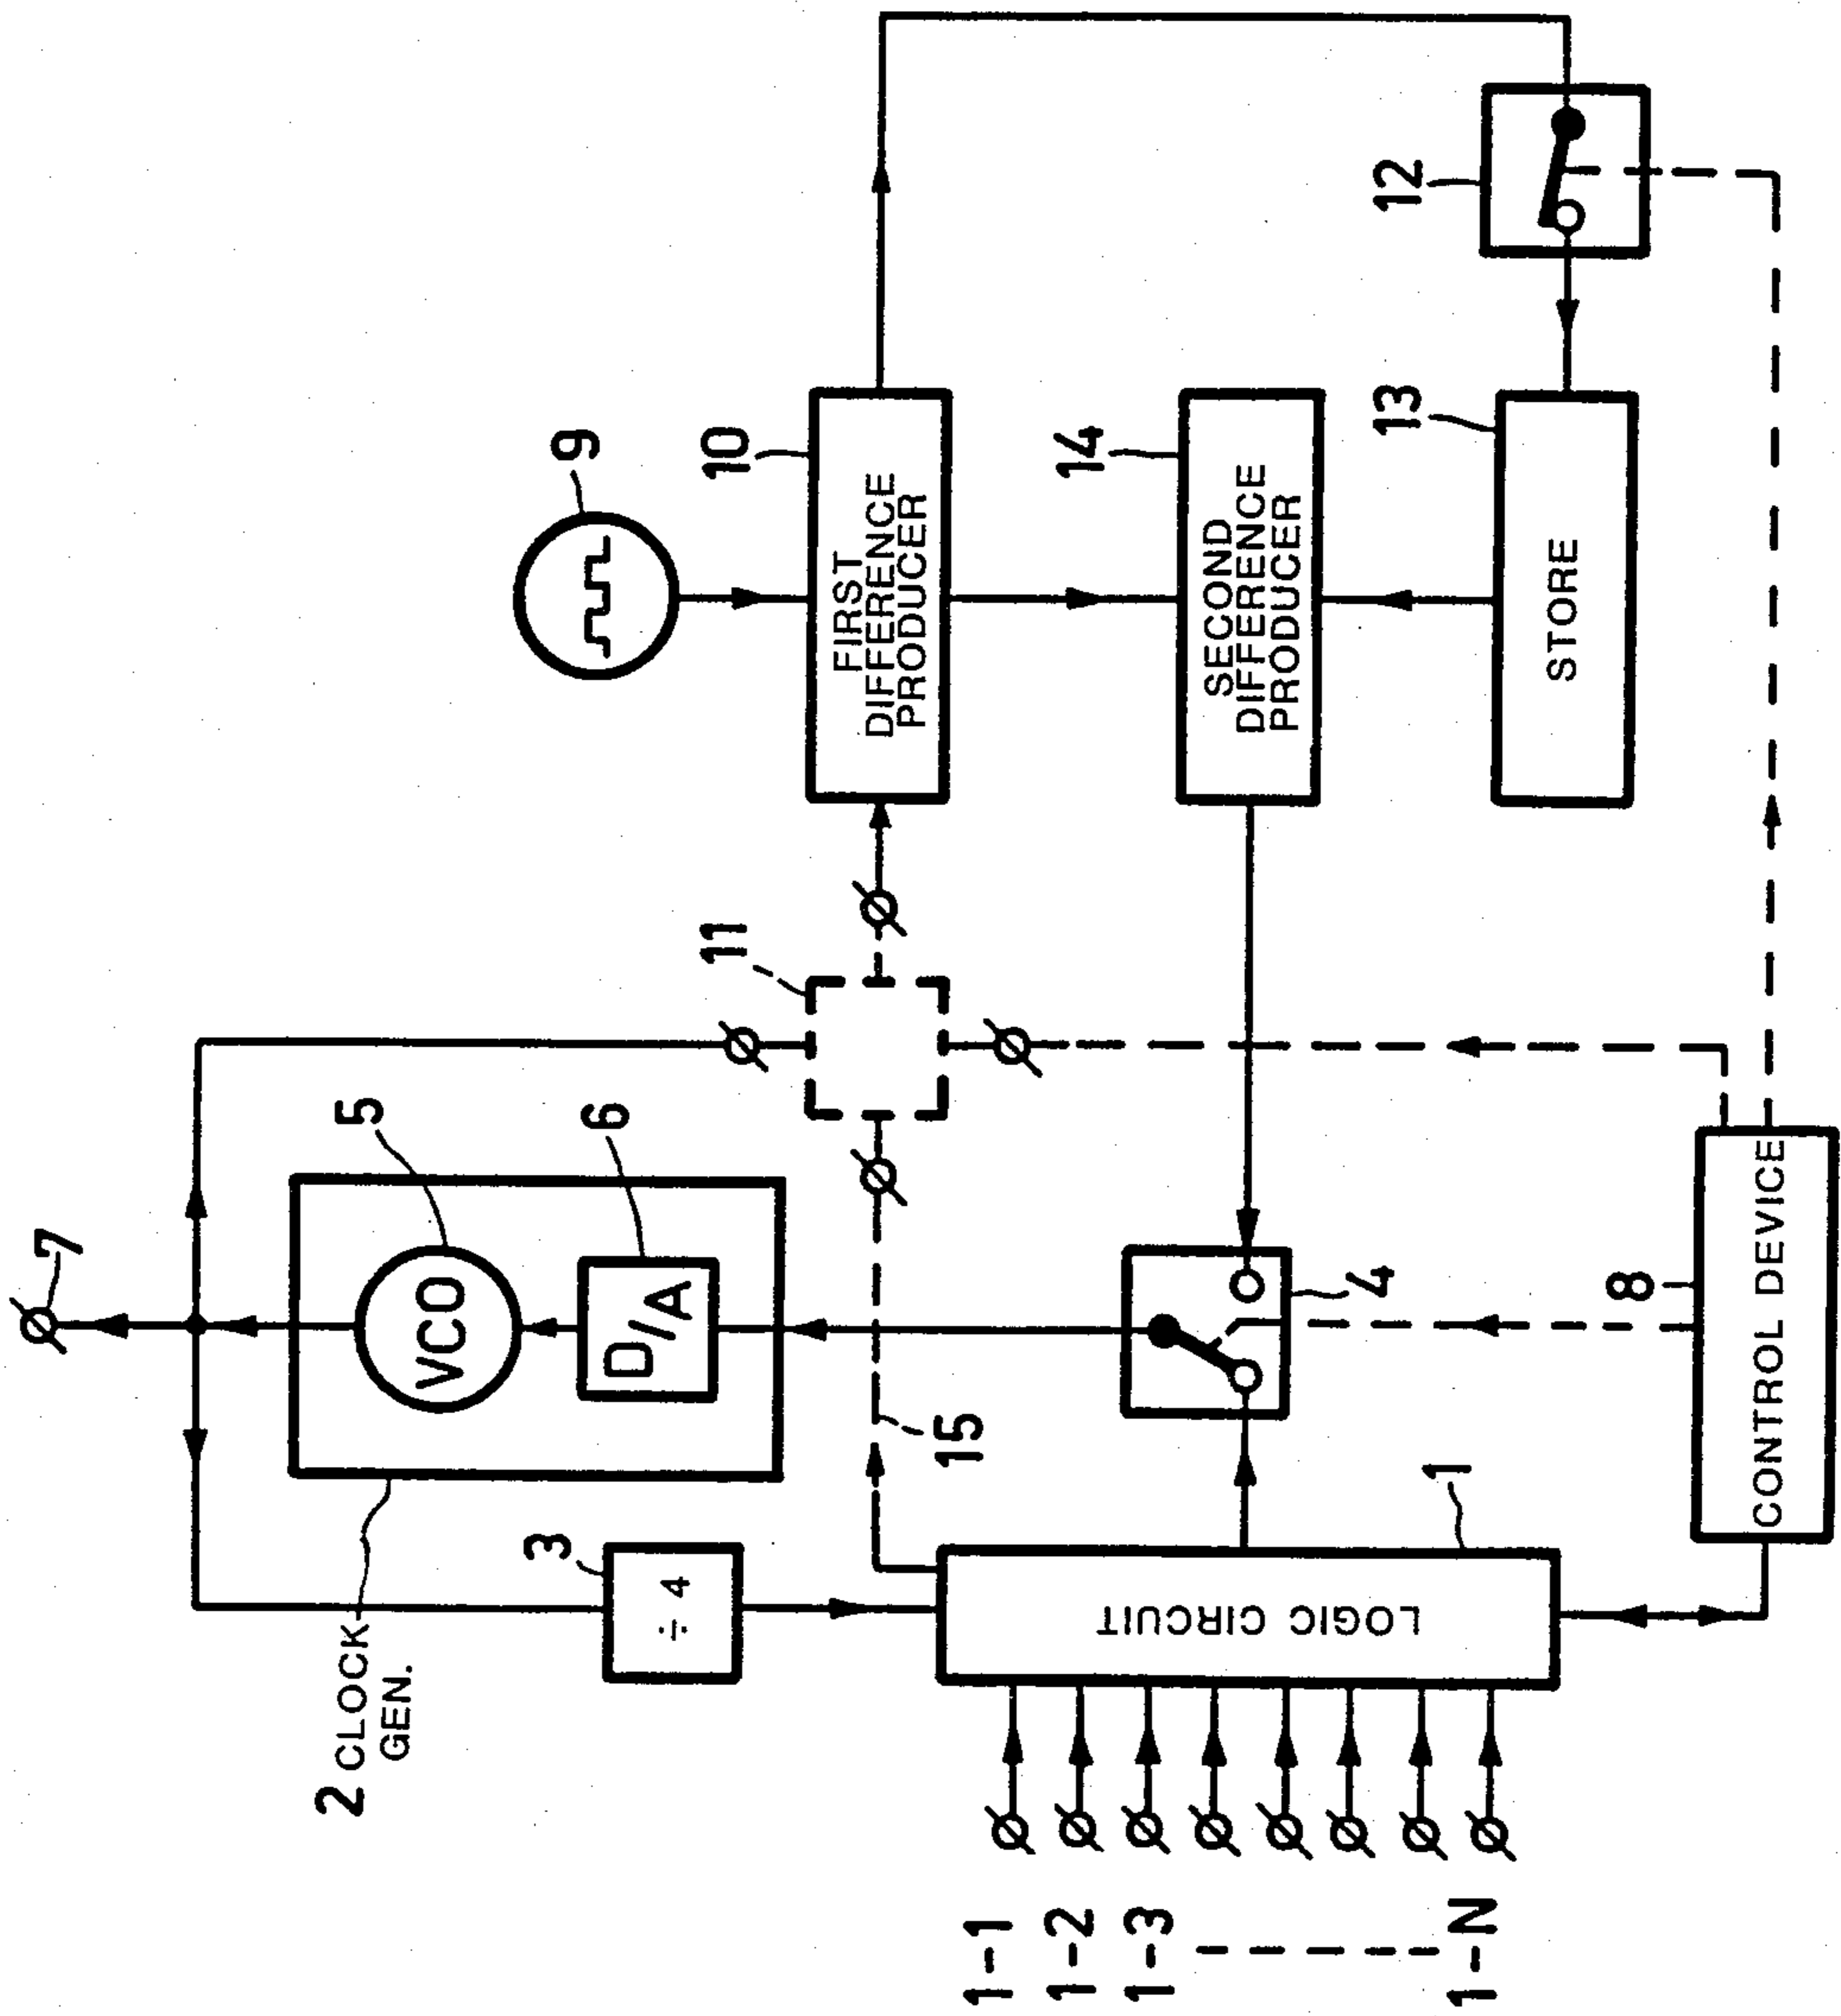 7
5
VCO
6
D/A
2 CLOCK
GEN.
3
÷ 4
11
15
9
10
FIRST
DIFFERENCE
PRODUCER
14
SECOND
DIFFERENCE
PRODUCER
12
13
STORE
4
8
CONTROL DEVICE
1
LOGIC CIRCUIT
1-1
1-2
1-3
1-N